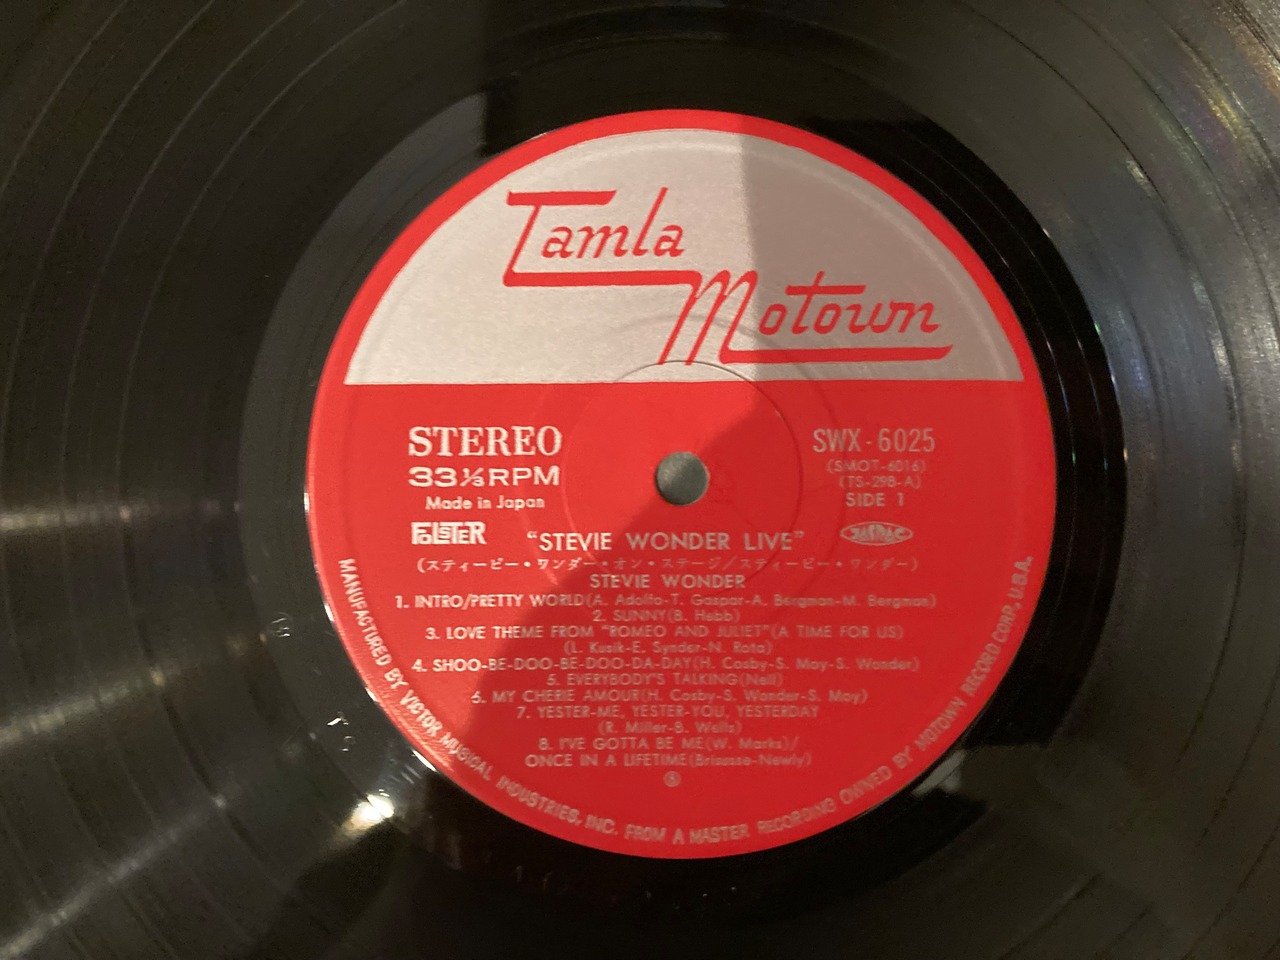 Tamla
Motown
STEREO
33⅓ RPM
Made in Japan
FOLSTER
SWX-6025
(SMOT-6016)
(TS-298-A)
SIDE 1
JASRAC
"STEVIE WONDER LIVE"
(スティービー・ワンダー・オン・ステージ/スティービー・ワンダー)
STEVIE WONDER
1. INTRO/PRETTY WORLD(A. Adolfo-T. Gaspar-A. Bergman-M. Bergman)
2. SUNNY(B. Hebb)
3. LOVE THEME FROM "ROMEO AND JULIET"(A TIME FOR US)
(L. Kusik-E. Synder-N. Rota)
4. SHOO-BE-DOO-BE-DOO-DA-DAY(H. Cosby-S. Moy-S. Wonder)
5. EVERYBODY'S TALKING(Neil)
6. MY CHERIE AMOUR(H. Cosby-S. Wonder-S. Moy)
7. YESTER-ME, YESTER-YOU, YESTERDAY
(R. Miller-B. Wells)
8. I'VE GOTTA BE ME(W. Marks)/
ONCE IN A LIFETIME(Bricusse-Newly)
MANUFACTURED BY VICTOR MUSICAL INDUSTRIES, INC. FROM A MASTER RECORDING OWNED BY MOTOWN RECORD CORP., U.S.A.